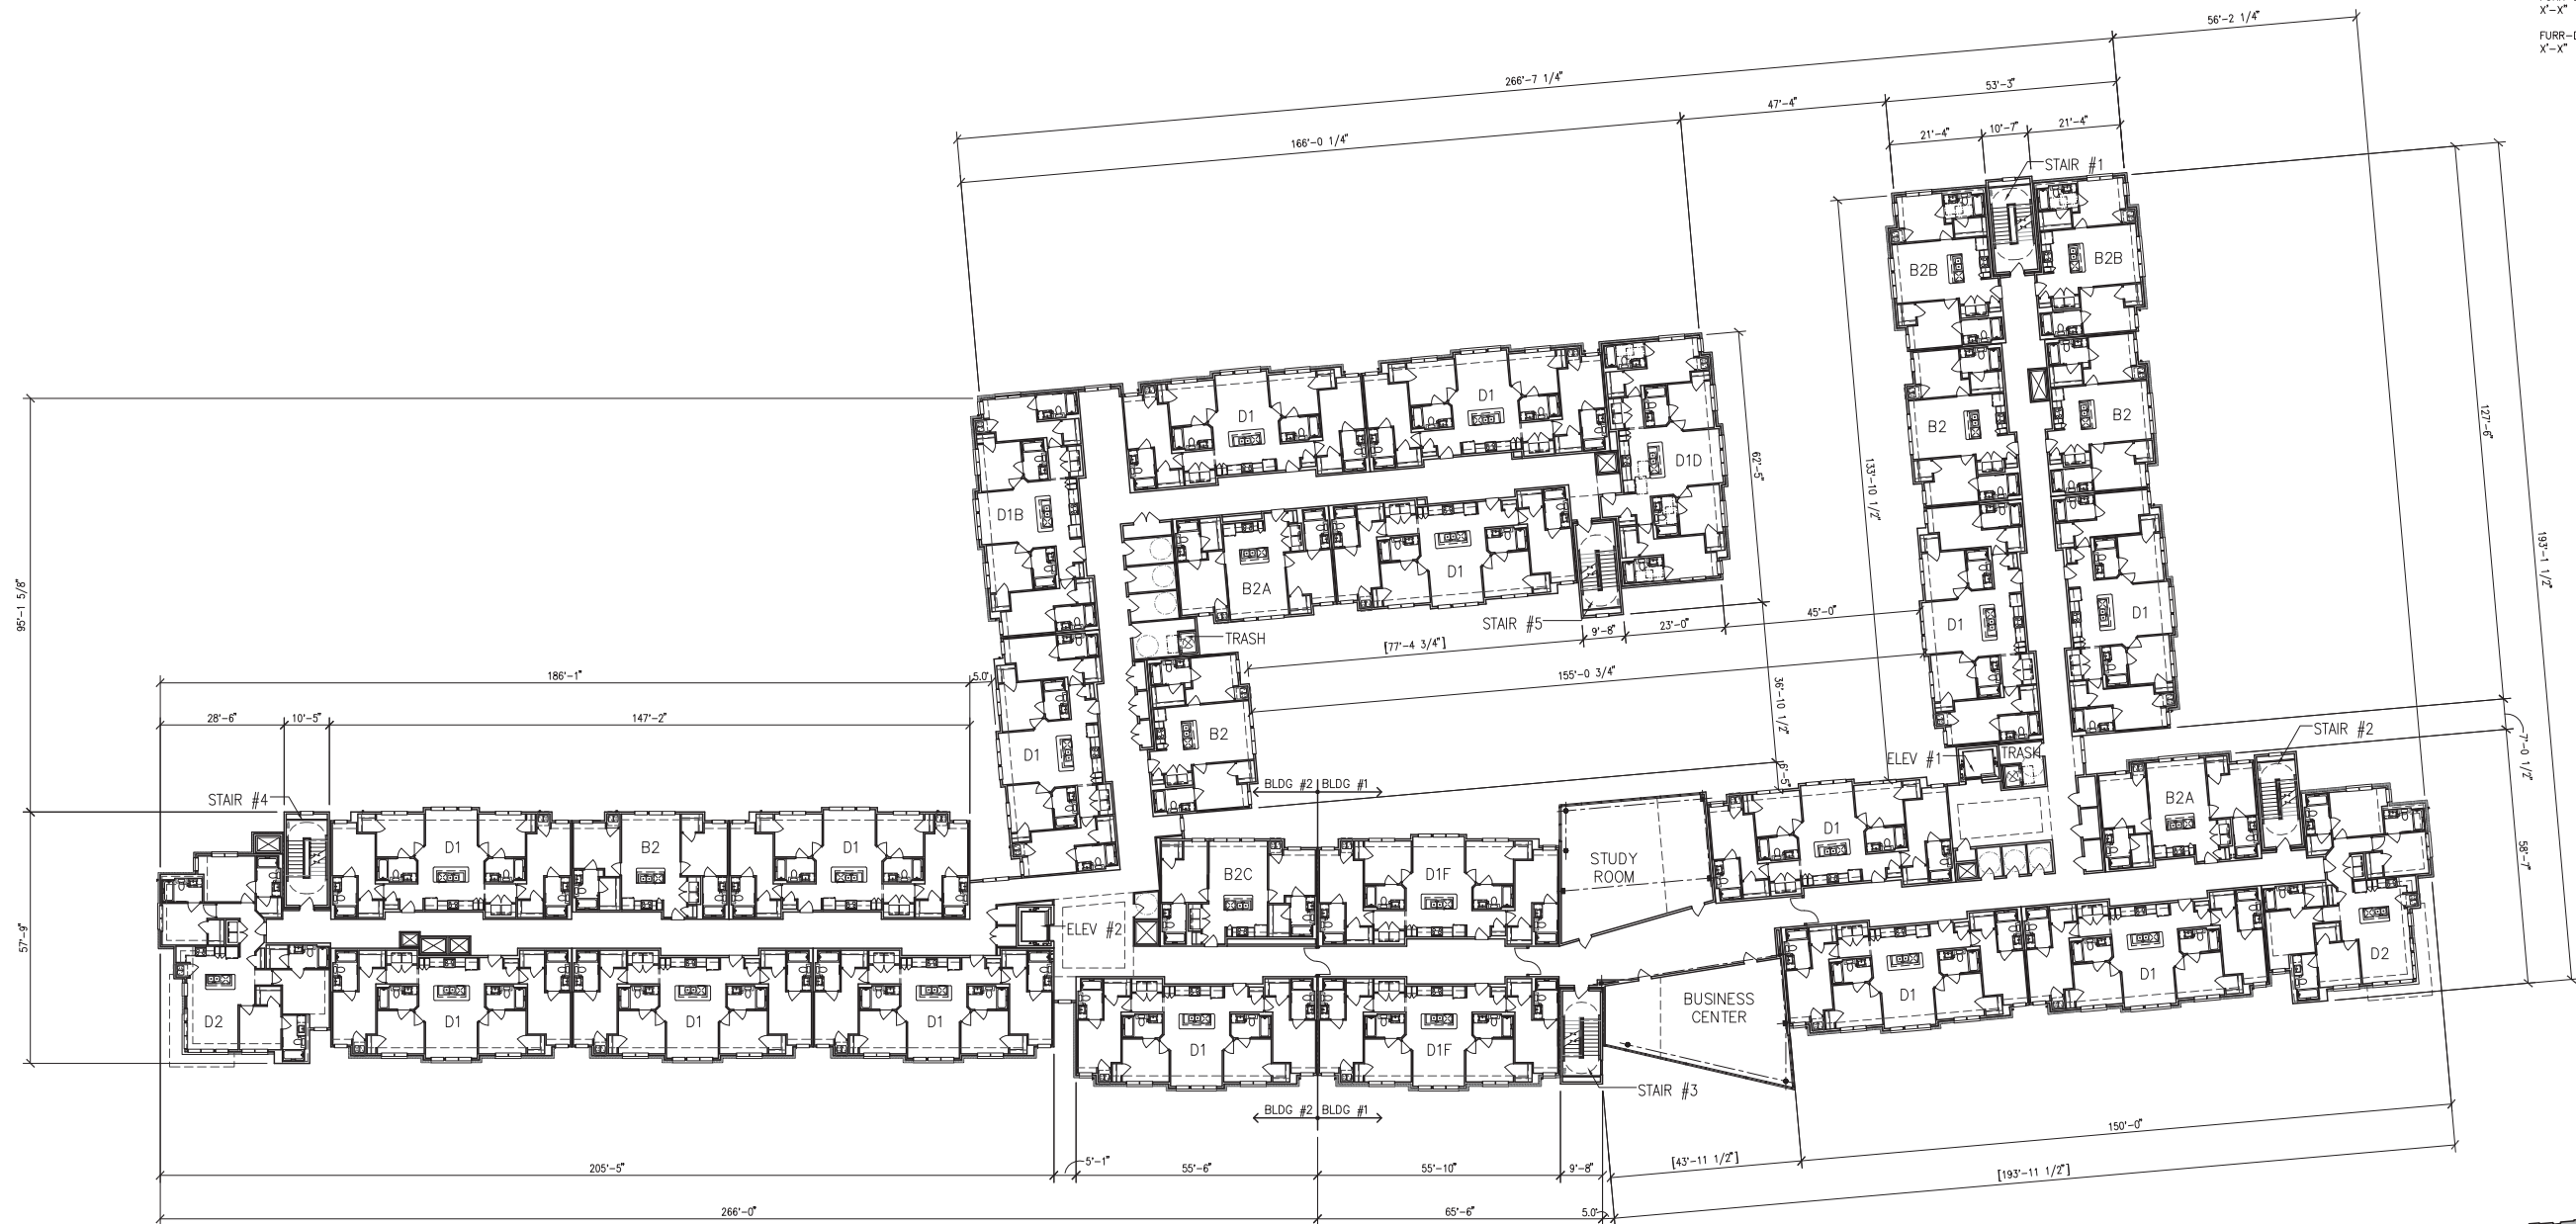 X'-X"
FURR-D
X'-X"
56'-2 1/4"
266'-7 1/4"
53'-3"
47'-4"
166'-0 1/4"
21'-4"
10'-7"
21'-4"
STAIR #1
B2B
B2B
127'-6"
D1
D1
B2
B2
D1D
62'-5"
133'-10 1/2"
D1B
193'-1 1/2"
D1
B2A
95'-1 5/8"
45'-0"
STAIR #5
9'-8"
23'-0"
D1
D1
TRASH
[77'-4 3/4"]
186'-1"
5.0'
155'-0 3/4"
36'-10 1/2"
28'-6"
10'-5"
147'-2"
B2
D1
STAIR #2
7'-0 1/2"
ELEV #1
TRASH
BLDG #2
BLDG #1
6'-5"
STAIR #4
B2A
D1
D1
B2
D1
STUDY
ROOM
58'-7"
B2C
D1F
57'-9"
ELEV #2
D2
D1
D1
D1
D2
D1
D1
D1
BUSINESS
CENTER
D1F
STAIR #3
BLDG #2
BLDG #1
150'-0"
205'-5"
5'-1"
55'-6"
55'-10"
9'-8"
[43'-11 1/2"]
[193'-11 1/2"]
266'-0"
65'-6"
5.0'